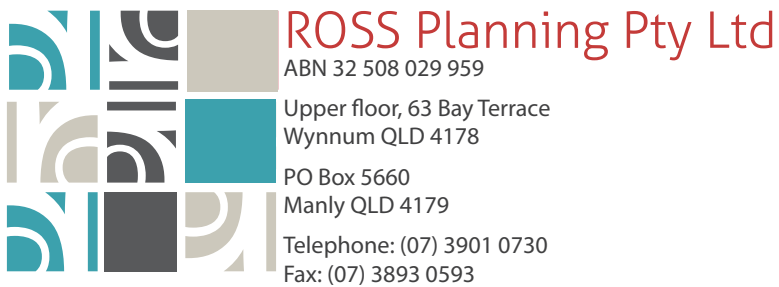 ROSS Planning Pty Ltd
ABN 32 508 029 959
Upper floor, 63 Bay Terrace
Wynnum QLD 4178
PO Box 5660
Manly QLD 4179
Telephone: (07) 3901 0730
Fax: (07) 3893 0593